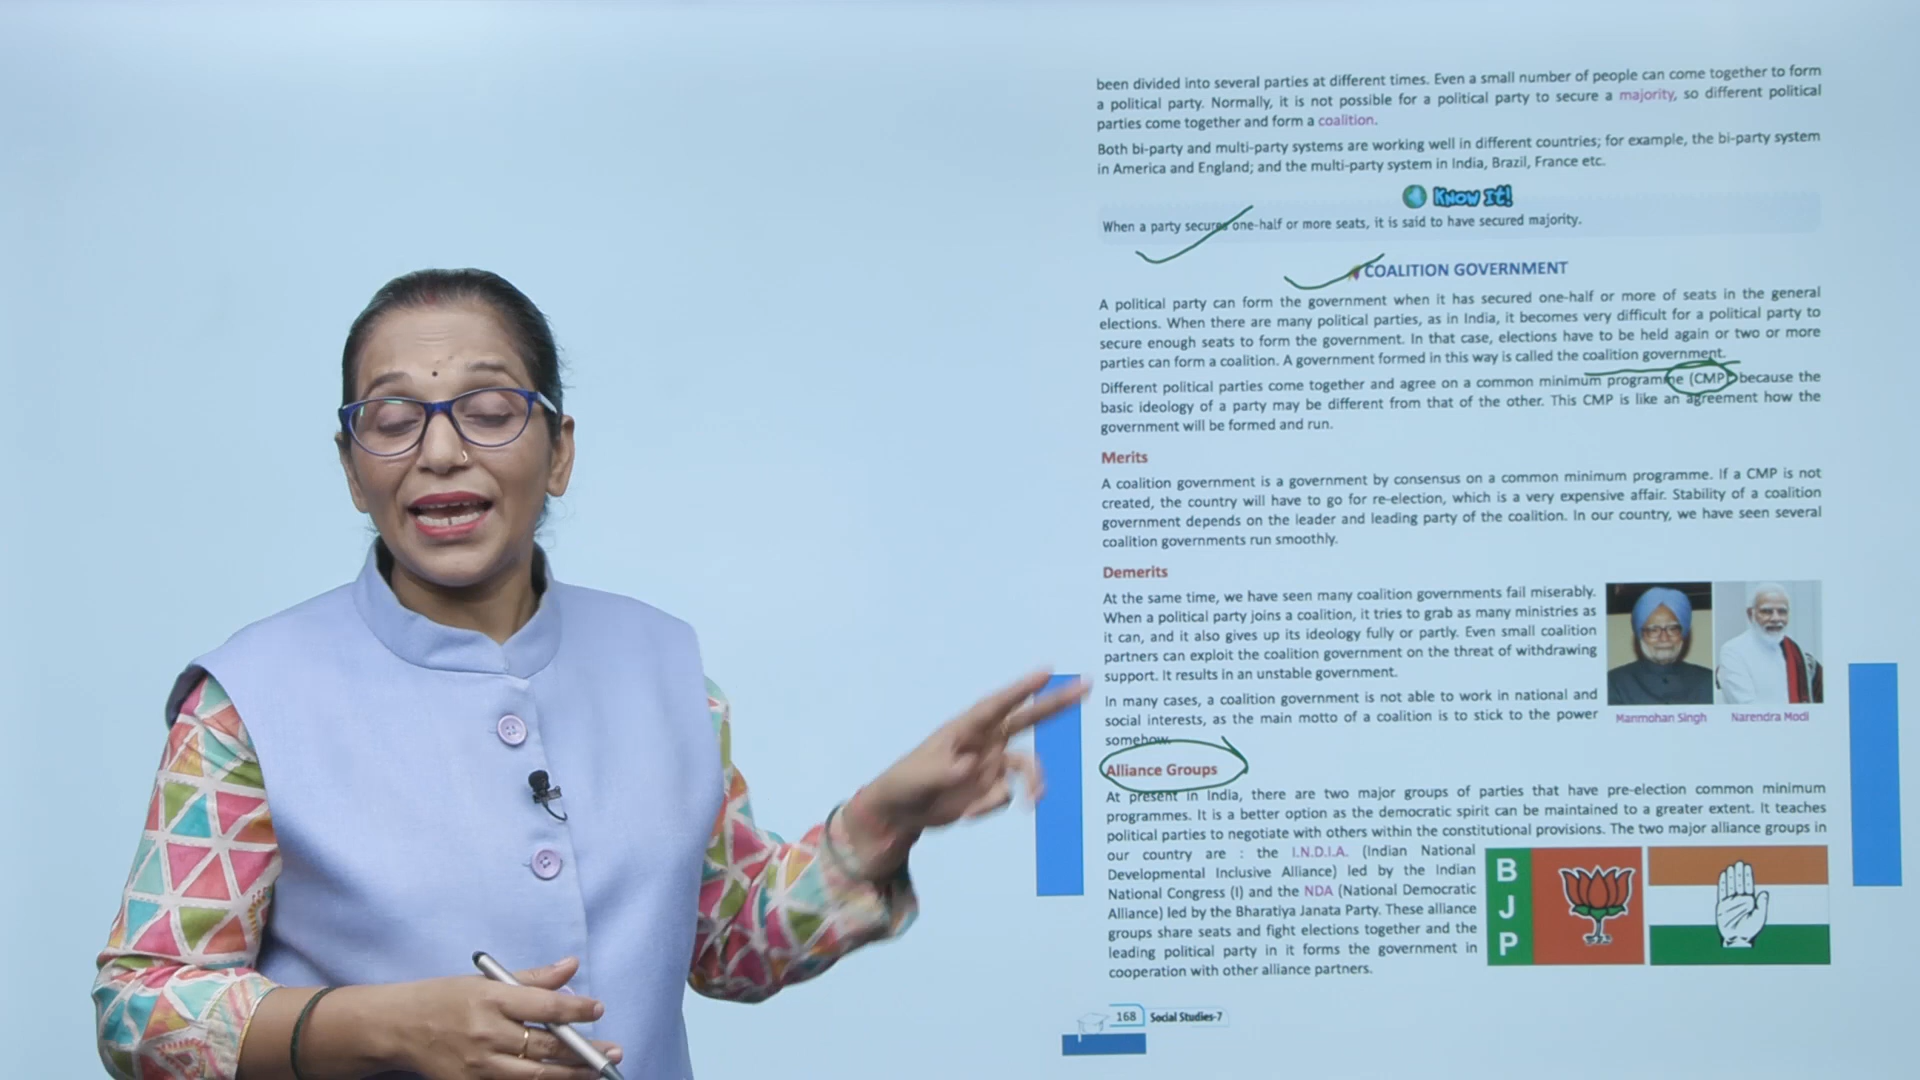 been divided into several parties at different times. Even a small number of people can come together to form
a political party. Normally, it is not possible for a political party to secure a majority, so different political
parties come together and form a coalition.
Both bi-party and multi-party systems are working well in different countries; for example, the bi-party system
in America and England; and the multi-party system in India, Brazil, France etc.
Know It!
When a party secures one-half or more seats, it is said to have secured majority.
COALITION GOVERNMENT
A political party can form the government when it has secured one-half or more of seats in the general
elections. When there are many political parties, as in India, it becomes very difficult for a political party to
secure enough seats to form the government. In that case, elections have to be held again or two or more
parties can form a coalition. A government formed in this way is called the coalition government.
Different political parties come together and agree on a common minimum programme (CMP) because the
basic ideology of a party may be different from that of the other. This CMP is like an agreement how the
government will be formed and run.
Merits
A coalition government is a government by consensus on a common minimum programme. If a CMP is not
created, the country will have to go for re-election, which is a very expensive affair. Stability of a coalition
government depends on the leader and leading party of the coalition. In our country, we have seen several
coalition governments run smoothly.
Demerits
At the same time, we have seen many coalition governments fail miserably.
When a political party joins a coalition, it tries to grab as many ministries as
it can, and it also gives up its ideology fully or partly. Even small coalition
partners can exploit the coalition government on the threat of withdrawing
support. It results in an unstable government.
In many cases, a coalition government is not able to work in national and
social interests, as the main motto of a coalition is to stick to the power
somehow.
Manmohan Singh
Narendra Modi
Alliance Groups
At present in India, there are two major groups of parties that have pre-election common minimum
programmes. It is a better option as the democratic spirit can be maintained to a greater extent. It teaches
political parties to negotiate with others within the constitutional provisions. The two major alliance groups in
our country are : the I.N.D.I.A. (Indian National
Developmental Inclusive Alliance) led by the Indian
National Congress (I) and the NDA (National Democratic
Alliance) led by the Bharatiya Janata Party. These alliance
groups share seats and fight elections together and the
leading political party in it forms the government in
cooperation with other alliance partners.
B
J
P
168 Social Studies-7